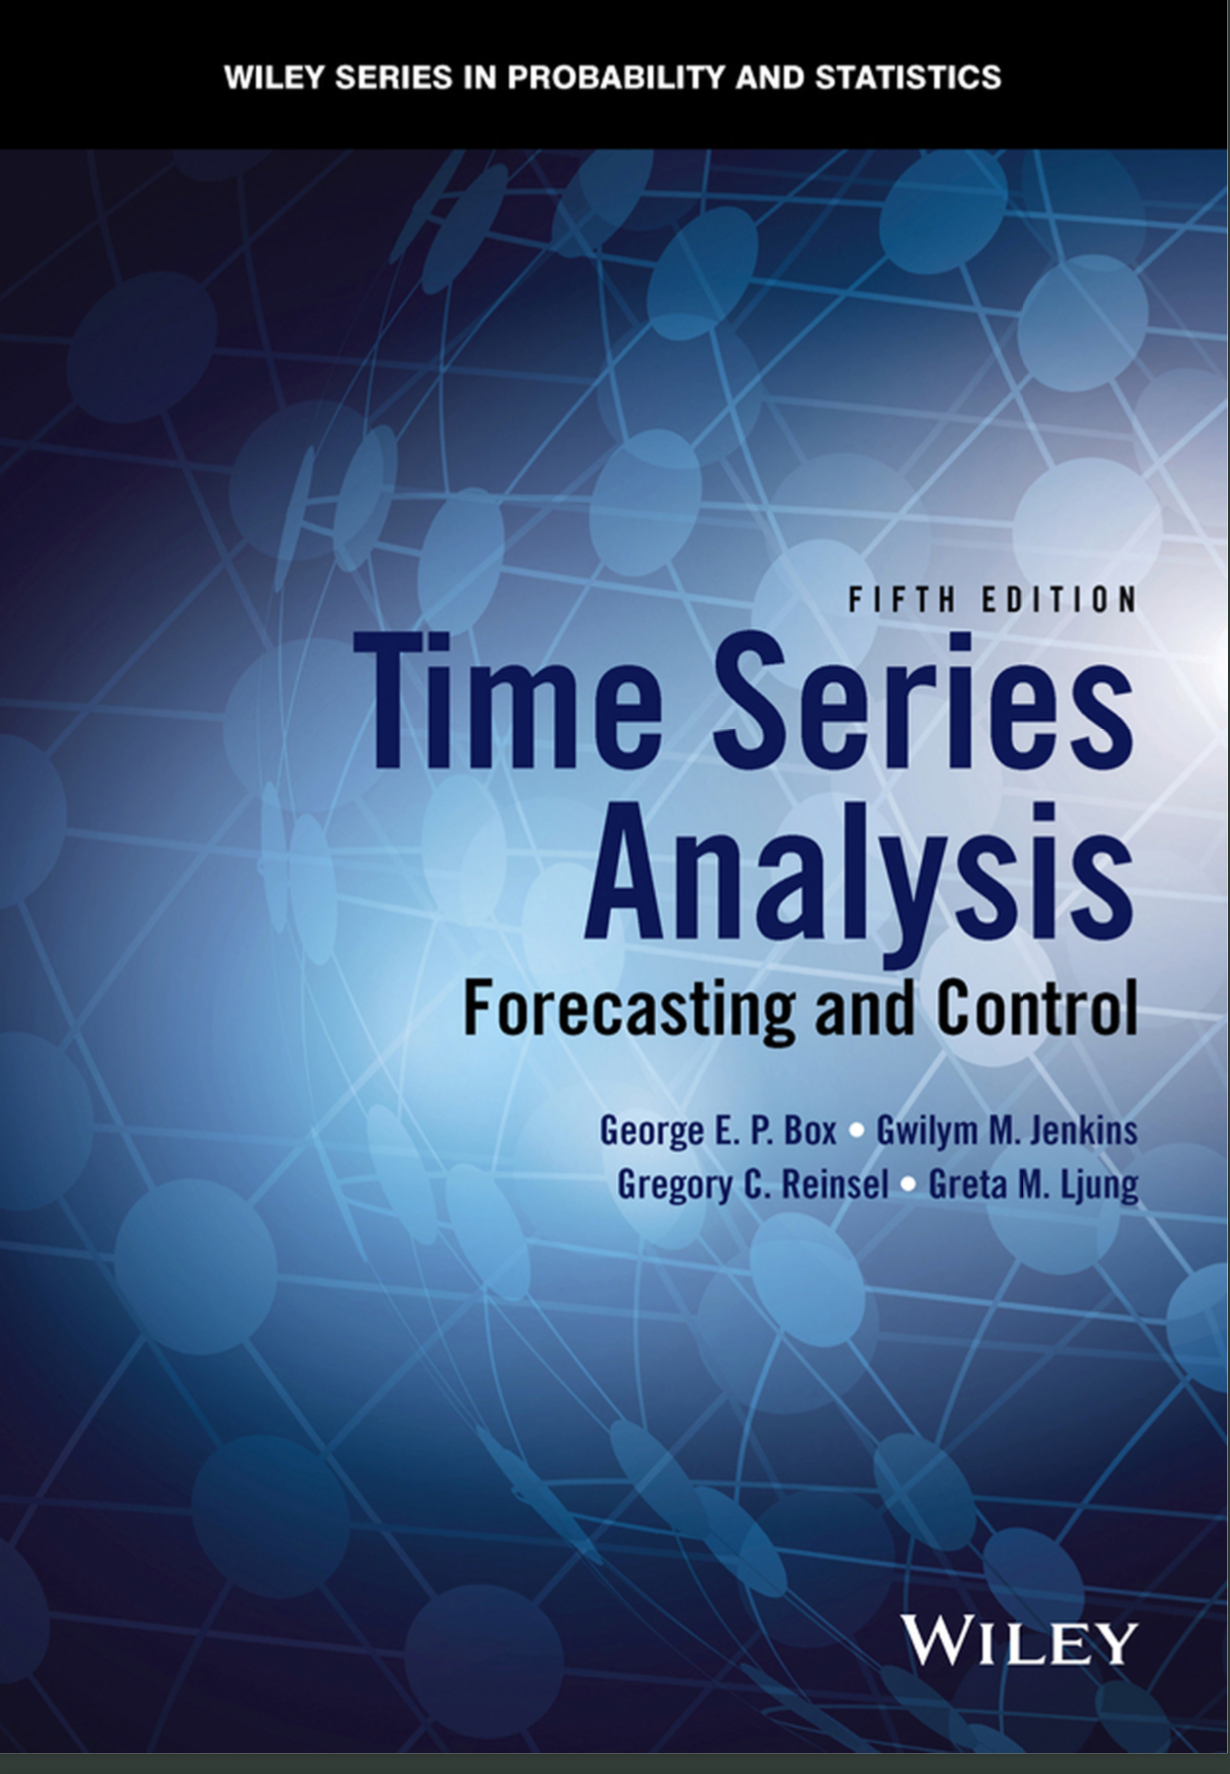 WILEY SERIES IN PROBABILITY AND STATISTICS
FIFTH EDITION
Time Series
Analysis
Forecasting and Control
George E. P. Box • Gwilym M. Jenkins
Gregory C. Reinsel • Greta M. Ljung
WILEY